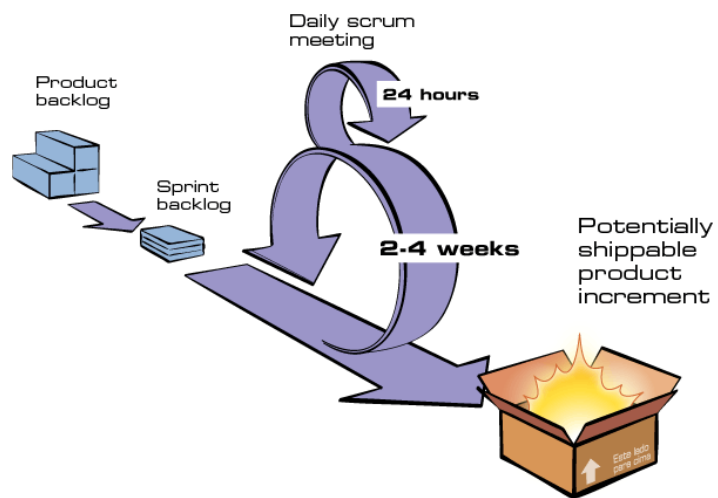 Daily scrum
meeting
24 hours
Product
backlog
Sprint
backlog
2-4 weeks
Potentially
shippable
product
increment
Este lado
para cima